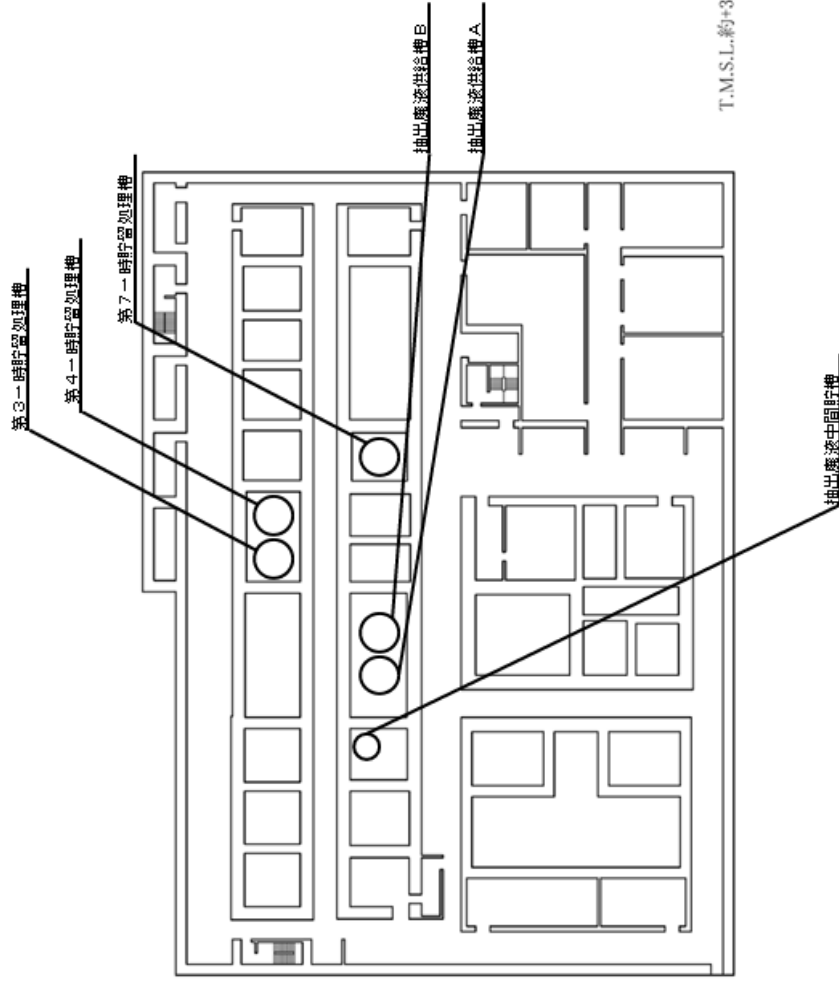 第3一時貯留処理槽
第4一時貯留処理槽
第7一時貯留処理槽
抽出廃液供給槽B
抽出廃液供給槽A
抽出廃液中間貯槽
T.M.S.L.約+3